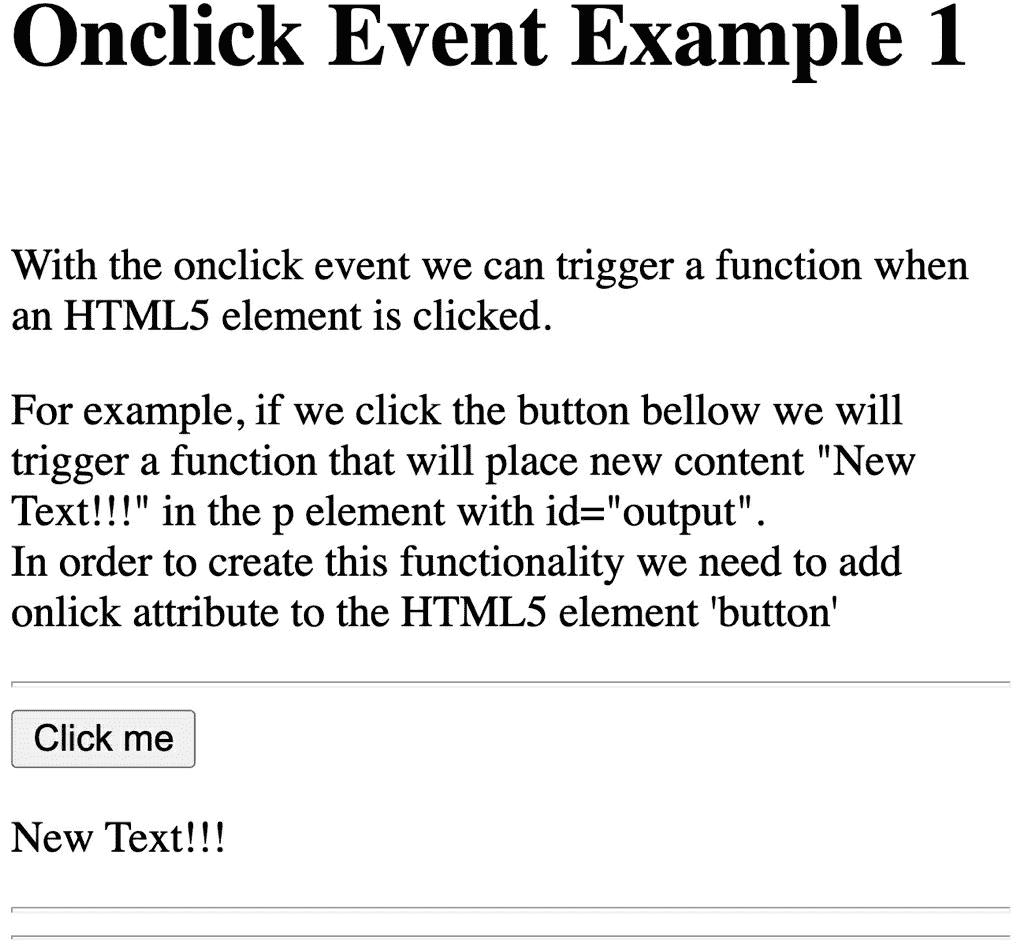 Onclick Event Example 1
With the onclick event we can trigger a function when
an HTML5 element is clicked.
For example, if we click the button bellow we will
trigger a function that will place new content "New
Text!!!" in the p element with id="output".
In order to create this functionality we need to add
onlick attribute to the HTML5 element 'button'
Click me
New Text!!!